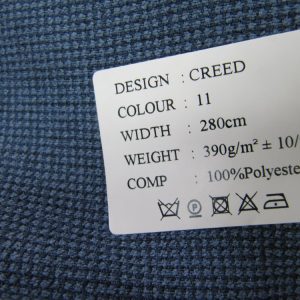 DESIGN : CREED
COLOUR : 11
WIDTH : 280cm
WEIGHT : 390g/m² ± 10/
COMP : 100%Polyeste
P